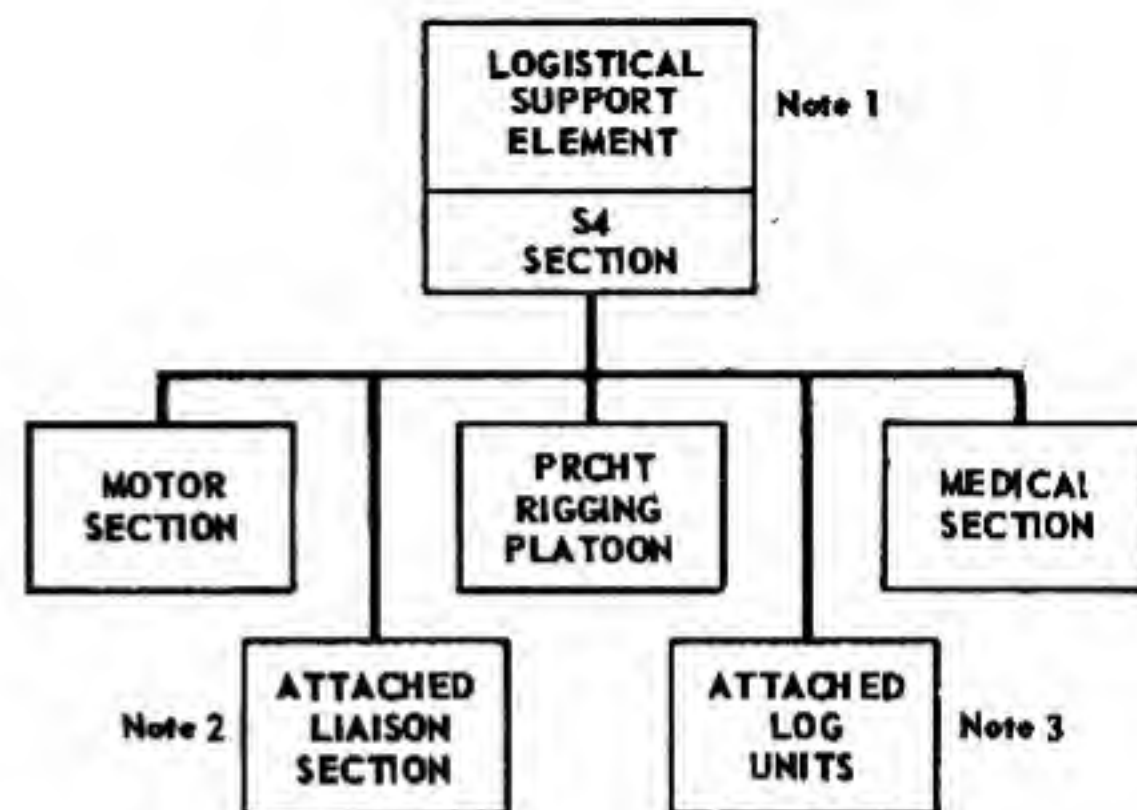 LOGISTICAL
SUPPORT
ELEMENT
Note 1
S4
SECTION
MOTOR
SECTION
PRCHT
RIGGING
PLATOON
MEDICAL
SECTION
Note 2
ATTACHED
LIAISON
SECTION
ATTACHED
LOG
UNITS
Note 3